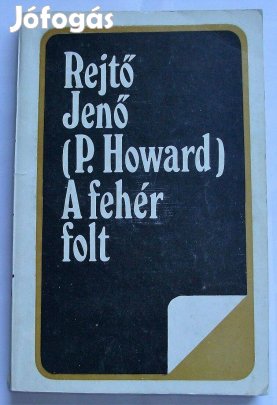 Jófogás
Rejtő
Jenő
(P. Howard)
A fehér
folt